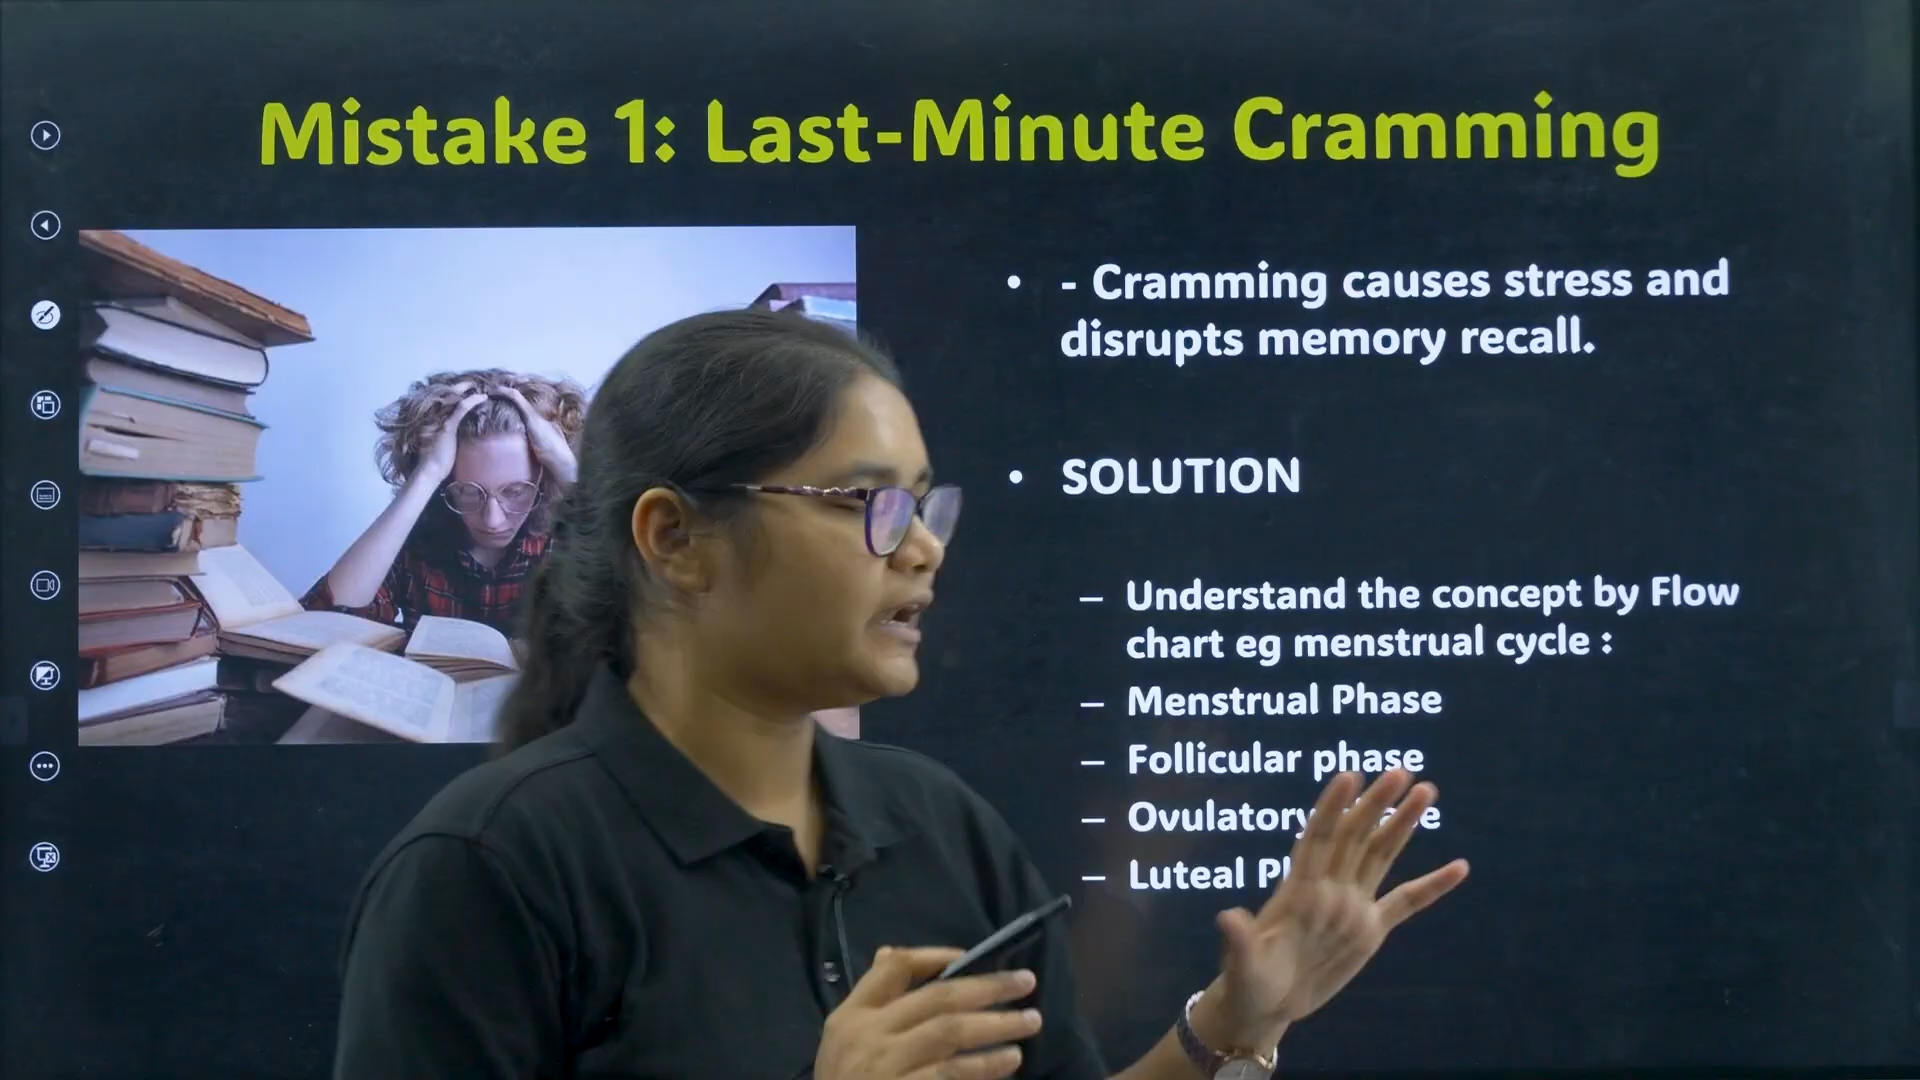 Mistake 1: Last-Minute Cramming
• - Cramming causes stress and
disrupts memory recall.
• SOLUTION
– Understand the concept by Flow
chart eg menstrual cycle :
– Menstrual Phase
– Follicular phase
– Ovulatory
– Luteal